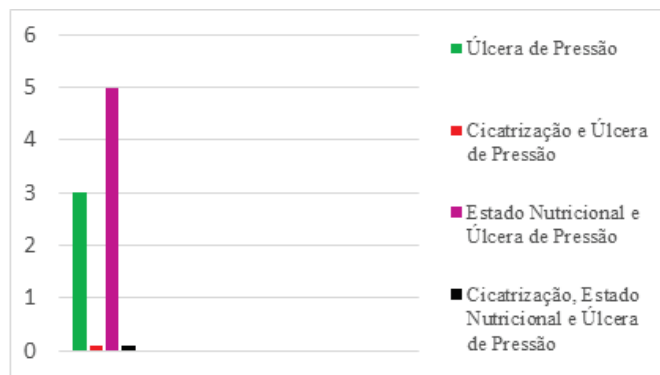 6
5
4
3
2
1
0
Úlcera de Pressão
Cicatrização e Úlcera
de Pressão
Estado Nutricional e
Úlcera de Pressão
Cicatrização, Estado
Nutricional e Úlcera
de Pressão